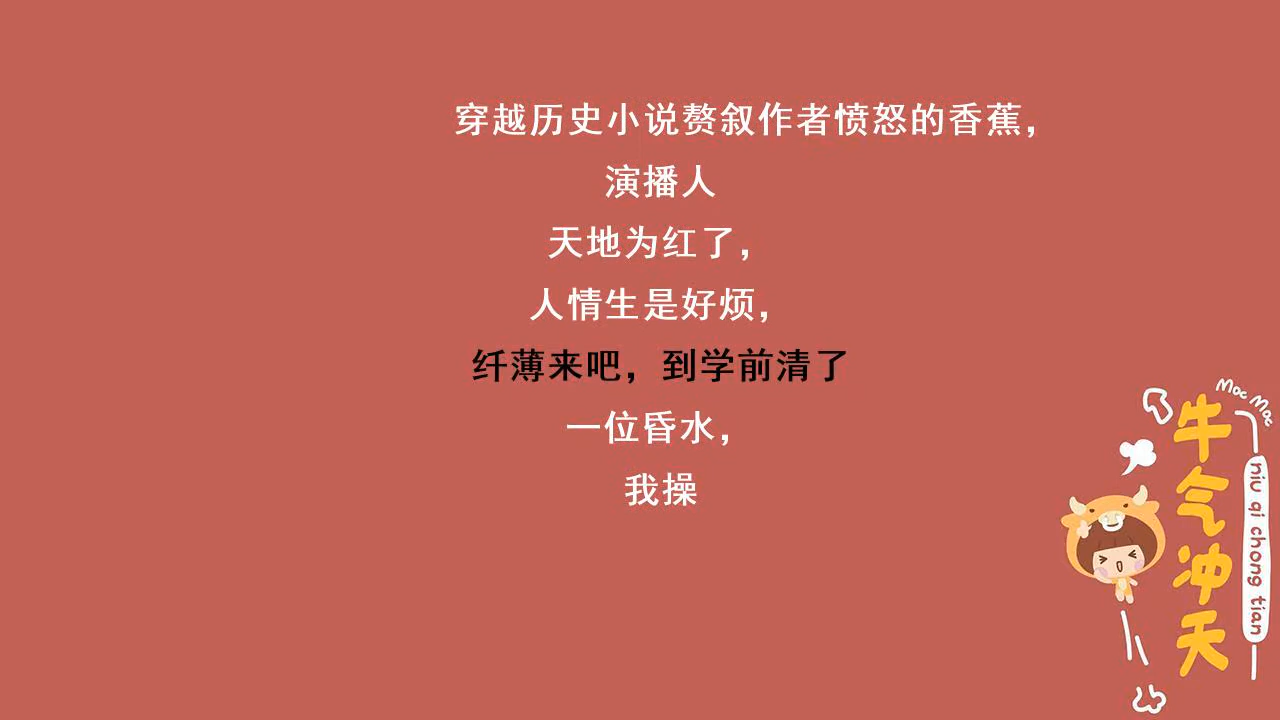 穿越历史小说赘叙作者愤怒的香蕉，
演播人
天地为红了，
人情生是好烦，
纤薄来吧，到学前清了
一位昏水，
我操
Moo Moo
牛气冲天
niu qi chong tian